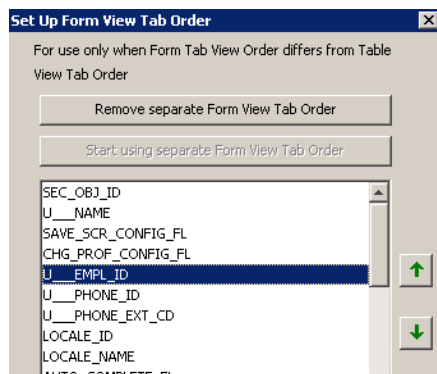 Set Up Form View Tab Order
For use only when Form Tab View Order differs from Table
View Tab Order
Remove separate Form View Tab Order
Start using separate Form View Tab Order
SEC_OBJ_ID
U___NAME
SAVE_SCR_CONFIG_FL
CHG_PROF_CONFIG_FL
U___EMPL_ID
U___PHONE_ID
U___PHONE_EXT_CD
LOCALE_ID
LOCALE_NAME
AUTO_COMPLETE_FL